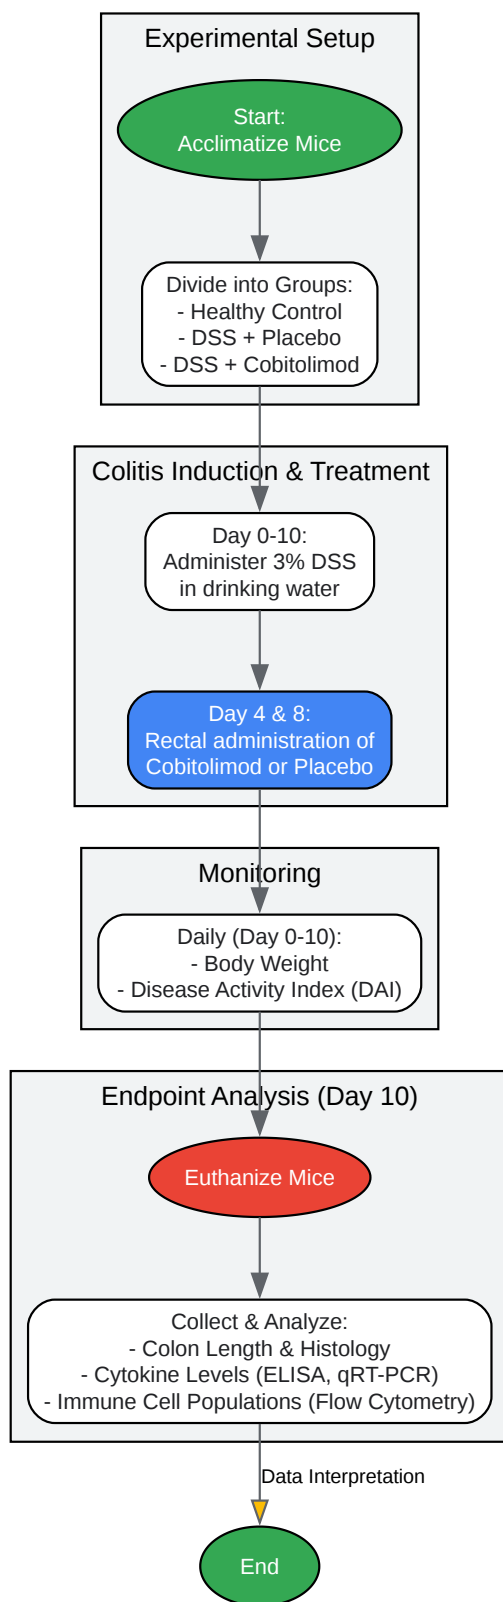 Experimental Setup
Start:
Acclimatize Mice
Divide into Groups:
- Healthy Control
- DSS + Placebo
- DSS + Cobitolimod
Colitis Induction & Treatment
Day 0-10:
Administer 3% DSS
in drinking water
Day 4 & 8:
Rectal administration of
Cobitolimod or Placebo
Monitoring
Daily (Day 0-10):
- Body Weight
- Disease Activity Index (DAI)
Endpoint Analysis (Day 10)
Euthanize Mice
Collect & Analyze:
- Colon Length & Histology
- Cytokine Levels (ELISA, qRT-PCR)
- Immune Cell Populations (Flow Cytometry)
Data Interpretation
End